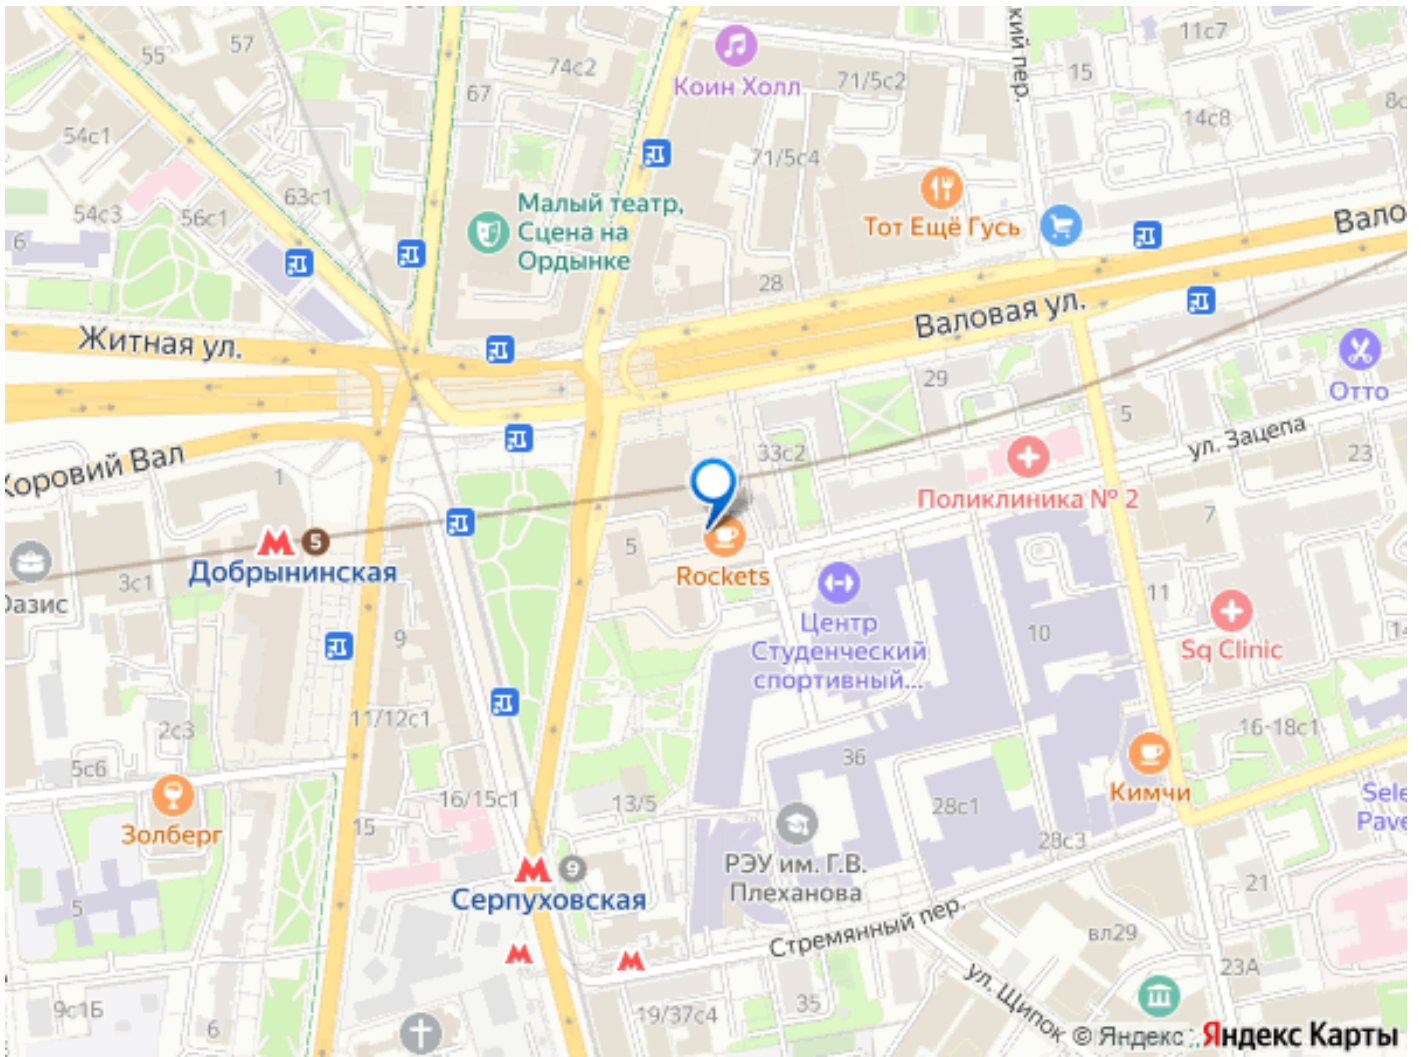 57
55
74с2
67
Коин Холл
71/5с2
кий пер.
11с7
15
8с
14с8
54с1
71/5с4
63с1
54с3
56с1
6
Малый театр,
Сцена на
Ордынке
Тот Ещё Гусь
Вало
28
Валовая ул.
Житная ул.
29
Отто
5
ул. Зацепа
23
Коровий Вал
1
33с2
Поликлиника № 2
7
5
Добрынинская
3с1
Оазис
5
Rockets
11
Центр
Студенческий
спортивный...
10
Sq Clinic
9
11/12с1
2с3
16-18с1
5с6
36
Кимчи
Sele
Pave
16/15с1
13/5
28с1
Золберг
15
28с3
9
Серпуховская
РЭУ им. Г.В.
Плеханова
21
5
Стремянный пер.
вл29
23А
ул. Щипок
9с1Б
6
19/37с4
35
© Яндекс
Яндекс Карты